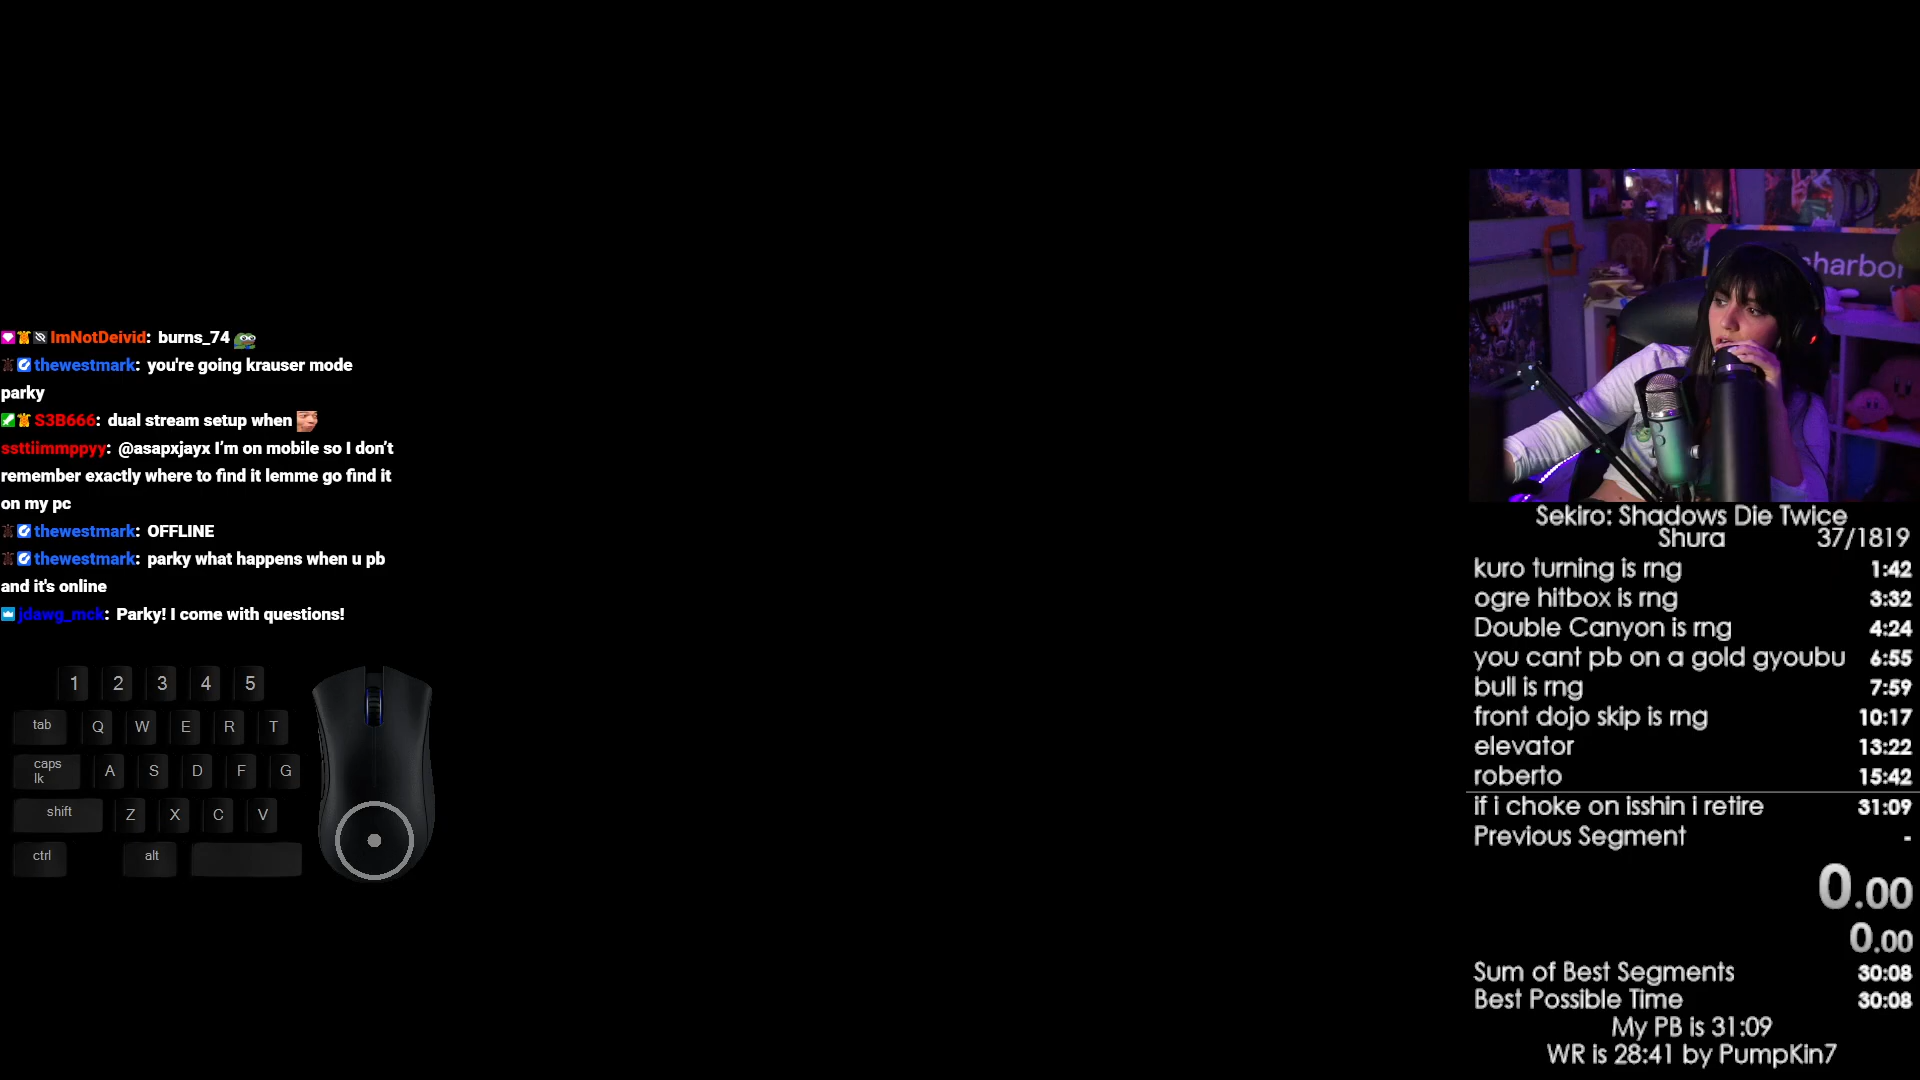 ImNotDeivid: burns_74
thewestmark: you're going krauser mode
parky
S3B666: dual stream setup when
ssttiimmppyy: @asapxjayx I’m on mobile so I don’t
remember exactly where to find it lemme go find it
on my pc
thewestmark: OFFLINE
thewestmark: parky what happens when u pb
and it's online
jdawg_mck: Parky! I come with questions!
1 2 3 4 5
tab Q W E R T
caps
lk A S D F G
shift Z X C V
ctrl alt
harbor
Sekiro: Shadows Die Twice
Shura 37/1819
kuro turning is rng 1:42
ogre hitbox is rng 3:32
Double Canyon is rng 4:24
you cant pb on a gold gyoubu 6:55
bull is rng 7:59
front dojo skip is rng 10:17
elevator 13:22
roberto 15:42
if i choke on isshin i retire 31:09
Previous Segment -
0.00
0.00
Sum of Best Segments 30:08
Best Possible Time 30:08
My PB is 31:09
WR is 28:41 by PumpKin7